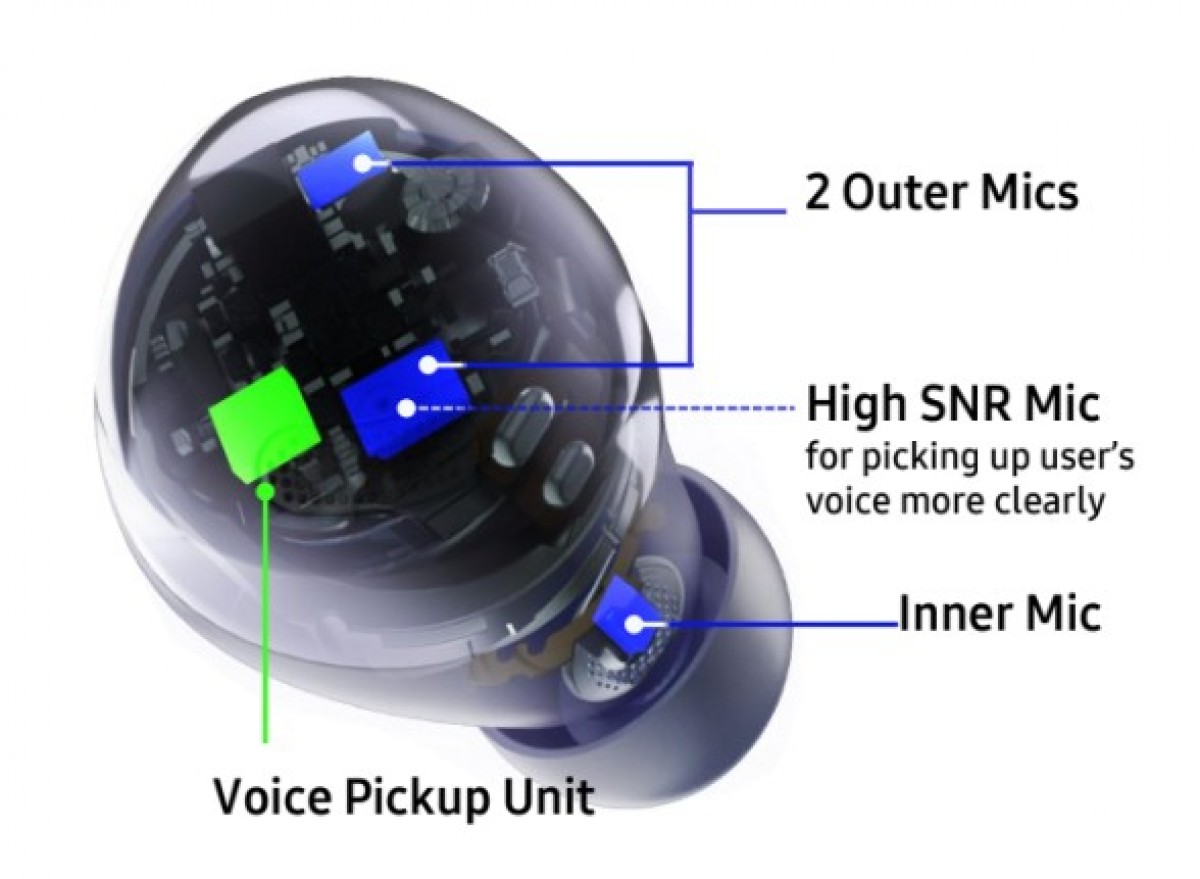 2 Outer Mics
High SNR Mic
for picking up user's
voice more clearly
Inner Mic
Voice Pickup Unit